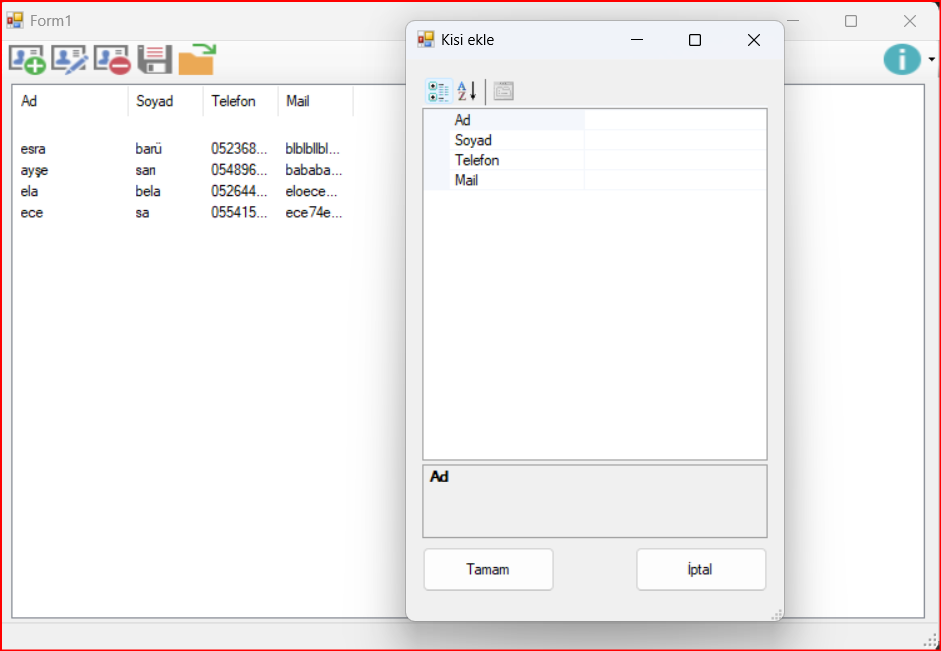 Form1
Ad Soyad Telefon Mail
esra barü 052368... blblbllbl...
ayşe sarı 054896... bababa...
ela bela 052644... eloece...
ece sa 055415... ece74e...
Kisi ekle
Ad
Soyad
Telefon
Mail
Ad
Tamam İptal